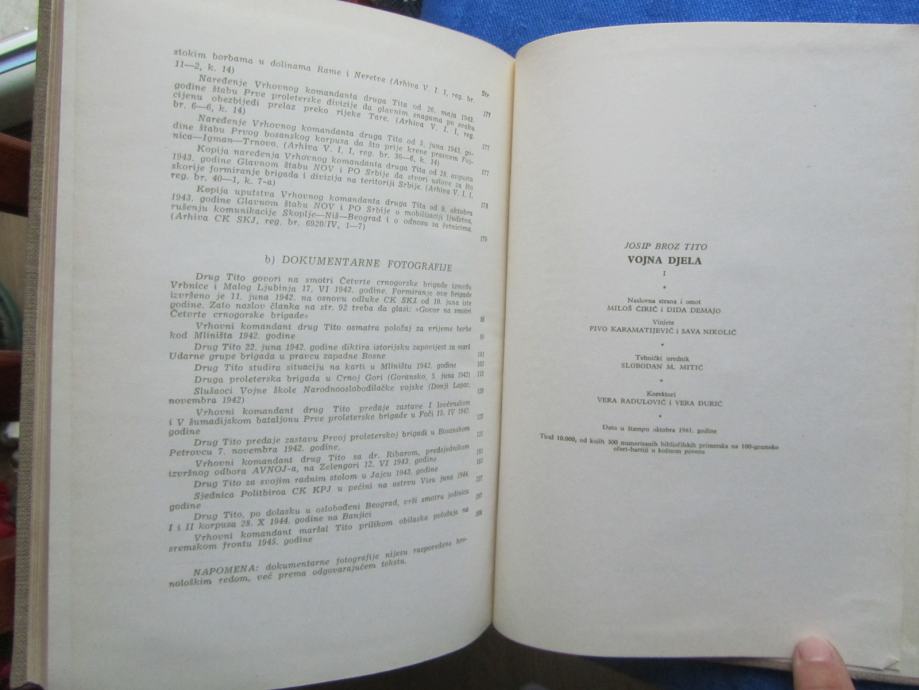 stokim borbama u dolinama Rame i Neretve (Arhiva V. I. I, reg. br.
11—2, k. 14)
Str
Naređenje Vrhovnog komandanta druga Tita od 26. maja 1943.
godine štabu Prve proleterske divizije da glavnim snagama po svaku
cijenu obezbijedi prelaz preko rijeke Tare. (Arhiva V. I. I, reg.
br. 6—6, k. 14)
171
Naređenje Vrhovnog komandanta druga Tita od 3. juna 1943. go-
dine štabu Prvog bosanskog korpusa da što prije krene pravcem Foj-
nica—Igman—Trnovo. (Arhiva V. I. I, reg. br. 36—6, k. 14)
177
Kopija naređenja Vrhovnog komandanta druga Tita od 28. avgusta
1943. godine Glavnom štabu NOV i PO Srbije da stvori uslove za što
skorije formiranje brigada i divizija na teritoriji Srbije. (Arhiva V. I. I,
reg. br. 40—1, k. 7-a)
177
Kopija uputstva Vrhovnog komandanta druga Tita od 9. oktobra
1943. godine Glavnom štabu NOV i PO Srbije o mobilizaciji ljudstva,
rušenju komunikacije Skoplje—Niš—Beograd i o odnosu sa četnicima.
(Arhiva CK SKJ, reg. br. 6920/IV, 1—7)
178
b) DOKUMENTARNE FOTOGRAFIJE
Drug Tito govori na smotri Četvrte crnogorske brigade između
Vrbnice i Malog Ljubinja 17. VI 1942. godine. Formiranje ove brigade
izvršeno je 11. juna 1942. na osnovu odluke CK SKJ od 10. juna iste
godine. Zato naslov članka na str. 92 treba da glasi: »Govor na smotri
Četvrte crnogorske brigade«
Vrhovni komandant drug Tito osmatra položaj za vrijeme borbe
kod Mliništa 1942. godine
Drug Tito 22. juna 1942. godine diktira istorijsku zapovijest za marš
Udarne grupe brigada u pravcu zapadne Bosne
Drug Tito studira situaciju na karti u Mliništu 1942. godine
Druga proleterska brigada u Crnoj Gori (Goransko, 5. juna 1942)
Slušaoci Vojne škole Narodnooslobodilačke vojske (Donji Lapac,
novembra 1942)
Vrhovni komandant drug Tito predaje zastave I lovćenskom
i V šumadijskom bataljonu Prve proleterske brigade u Foči 19. IV 1942.
godine
Drug Tito predaje zastavu Prvoj proleterskoj brigadi u Bosanskom
Petrovcu 7. novembra 1942. godine.
Vrhovni komandant drug Tito sa dr. Ribarom, predsjednikom
izvršnog odbora AVNOJ-a, na Zelengori 12. VI 1943. godine
Drug Tito za svojim radnim stolom u Jajcu 1943. godine
Sjednica Politbiroa CK KPJ u pećini na ostrvu Visu juna 1944.
godine
Drug Tito, po dolasku u oslobođeni Beograd, vrši smotru jedinica
I i II korpusa 28. X 1944. godine na Banjici
Vrhovni komandant maršal Tito prilikom obilaska položaja na
sremskom frontu 1945. godine
NAPOMENA: dokumentarne fotografije nijesu raspoređene hro-
nološkim redom, već prema odgovarajućem tekstu.
JOSIP BROZ TITO
VOJNA DJELA
I
*
Naslovna strana i omot
MILOŠ ĆIRIĆ i DIDA DEMAJO
Vinjete
PIVO KARAMATIJEVIĆ i SAVA NIKOLIĆ
*
Tehnički urednik
SLOBODAN M. MITIĆ
*
Korektori
VERA RADULOVIĆ i VERA ĐURIĆ
*
Dato u štampu oktobra 1961. godine
Tiraž 10.000, od kojih 300 numerisanih bibliofilskih primeraka na 100-gramske
ofset-hartiji u kožnom povezu